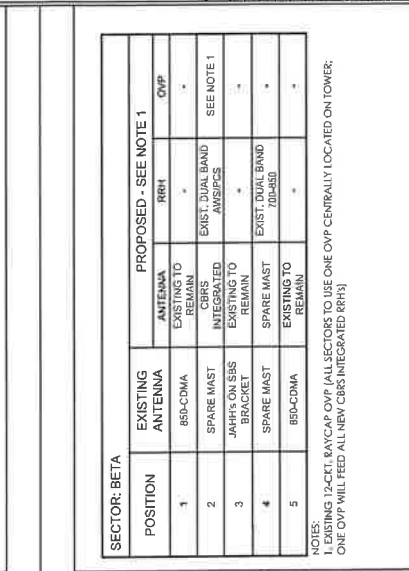 SECTOR: BETA
POSITION EXISTING ANTENNA PROPOSED - SEE NOTE 1
ANTENNA RRH OVP
1 850-CDMA EXISTING TO REMAIN - -
2 SPARE MAST CBRS INTEGRATED EXIST. DUAL BAND AWS/PCS SEE NOTE 1
3 JAHH's ON SBS BRACKET EXISTING TO REMAIN - -
4 SPARE MAST SPARE MAST EXIST. DUAL BAND 700-850 -
5 850-CDMA EXISTING TO REMAIN - -
NOTES:
1. EXISTING 12-CKT. RAYCAP OVP (ALL SECTORS TO USE ONE OVP CENTRALLY LOCATED ON TOWER;
ONE OVP WILL FEED ALL NEW CBRS INTEGRATED RRH's)